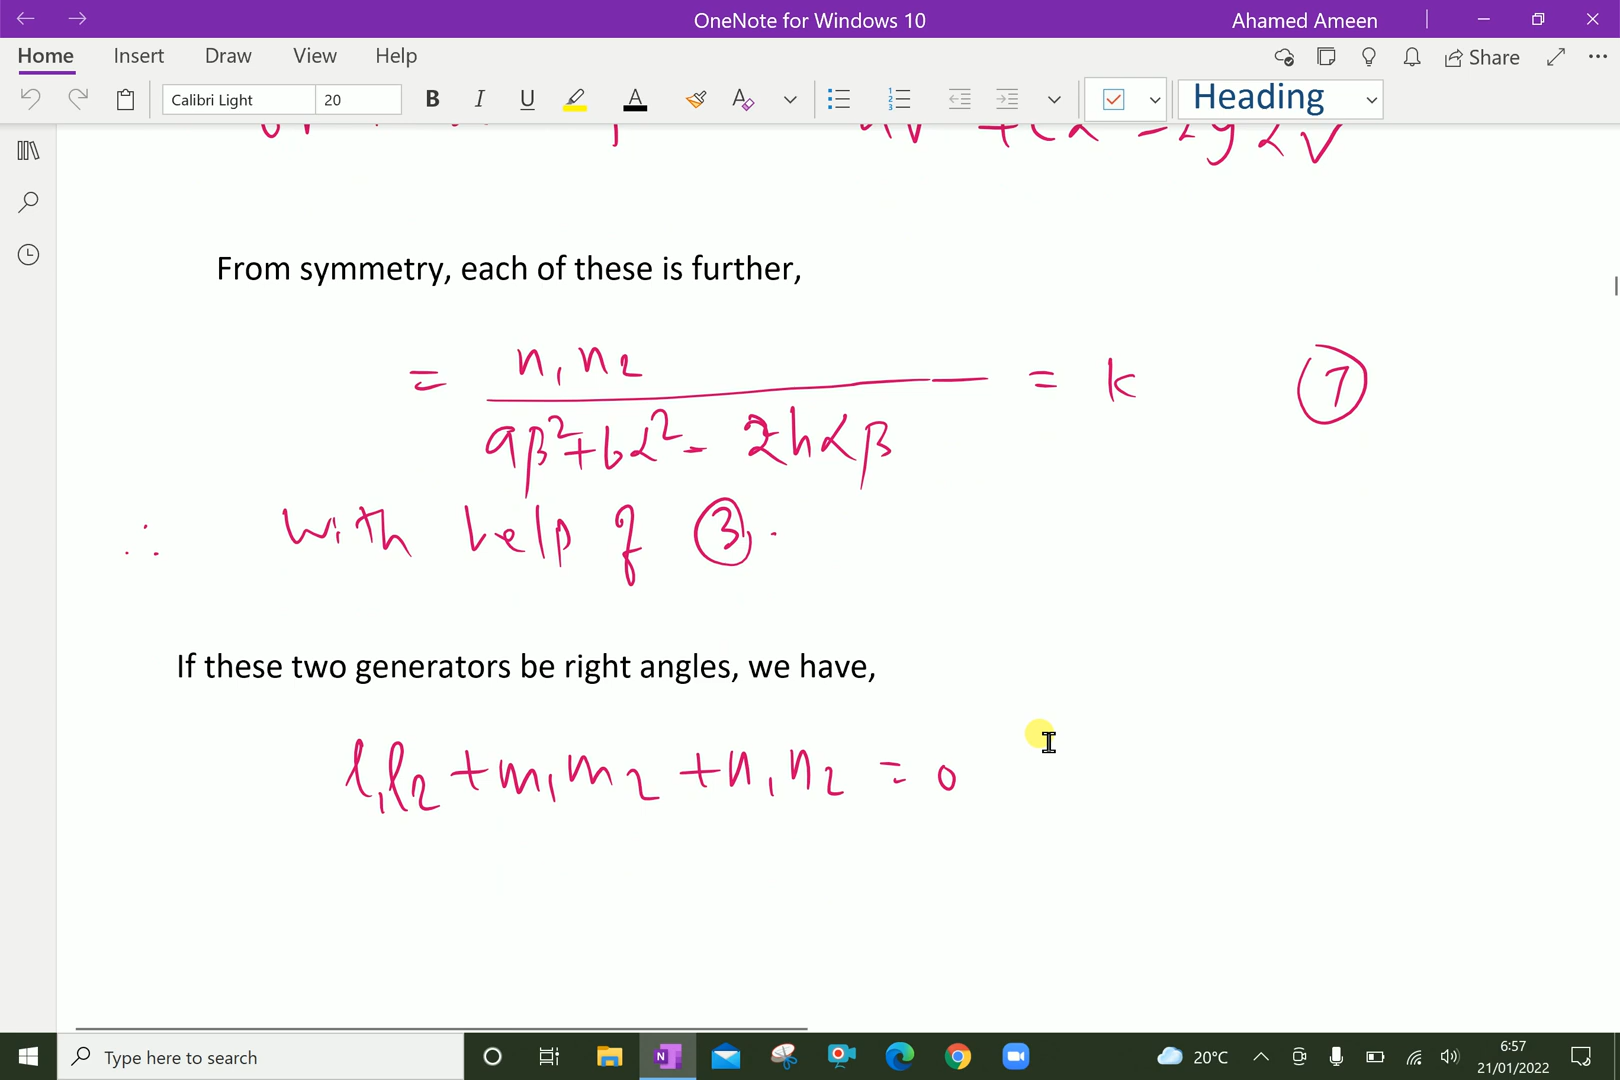 OneNote for Windows 10 Ahamed Ameen
Home Insert Draw View Help Share
Calibri Light 20 B I U A A Heading
From symmetry, each of these is further,
= n₁n₂ / aβ²+bα² - 2hαβ = k ⑦
∴ with help of ③.
If these two generators be right angles, we have,
l₁l₂ + m₁m₂ + n₁n₂ = 0
Type here to search 20°C 6:57
21/01/2022